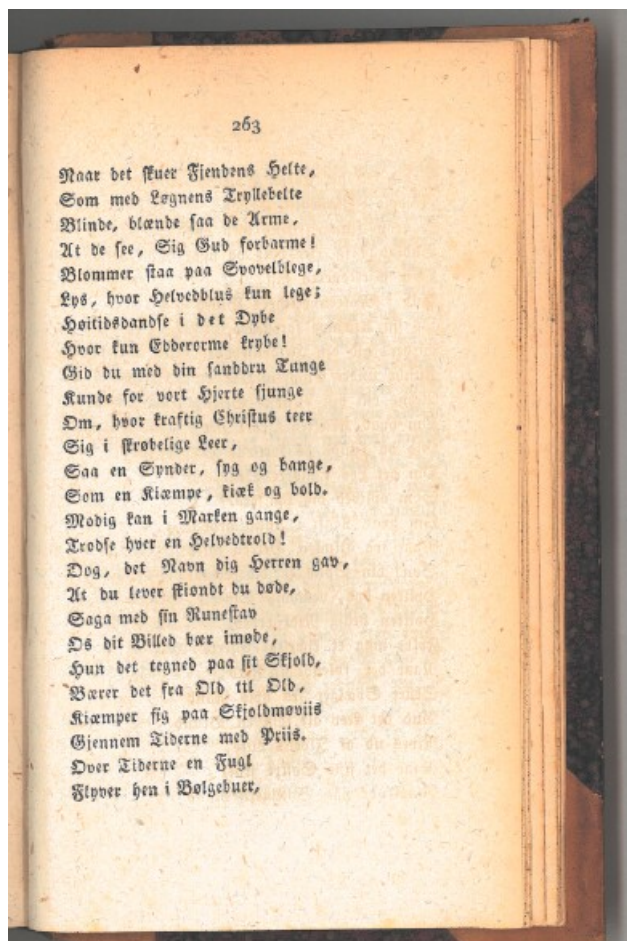 263
Naar det skuer Fjendens Helte,
Som med Løgnens Tryllebelte
Blinde, blænde saa de Arme,
At de see, Sig Gud forbarme!
Blommer staa paa Svovelblege,
Lys, hvor Helvedblus kun lege;
Høitidsdandse i det Dybe
Hvor kun Edderorme krybe!
Gid du med din sanddru Tunge
Kunde for vort Hjerte sjunge
Om, hvor kraftig Christus teer
Sig i skrøbelige Leer,
Saa en Synder, syg og bange,
Som en Kiæmpe, kiæk og bold.
Modig kan i Marken gange,
Trodse hver en Helvedtrold!
Dog, det Navn dig Herren gav,
At du lever skiøndt du døde,
Saga med sin Runestav
Os dit Billed bær imøde,
Hun det tegned paa sit Skjold,
Bærer det fra Old til Old,
Kiæmper sig paa Skjoldmøviis
Gjennem Tiderne med Priis.
Over Tiderne en Fugl
Flyver hen i Bølgebuer,